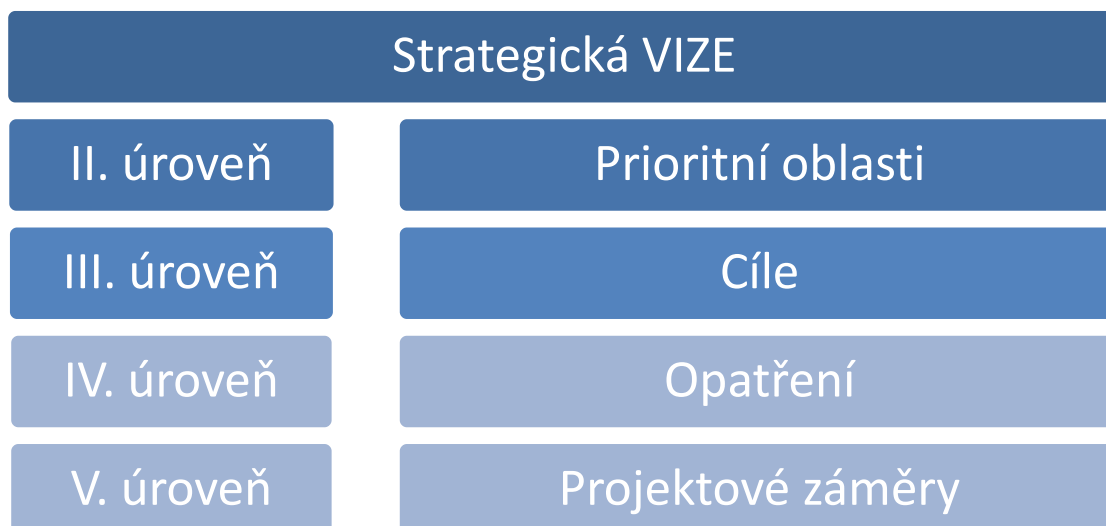 Strategická VIZE
II. úroveň Prioritní oblasti
III. úroveň Cíle
IV. úroveň Opatření
V. úroveň Projektové záměry